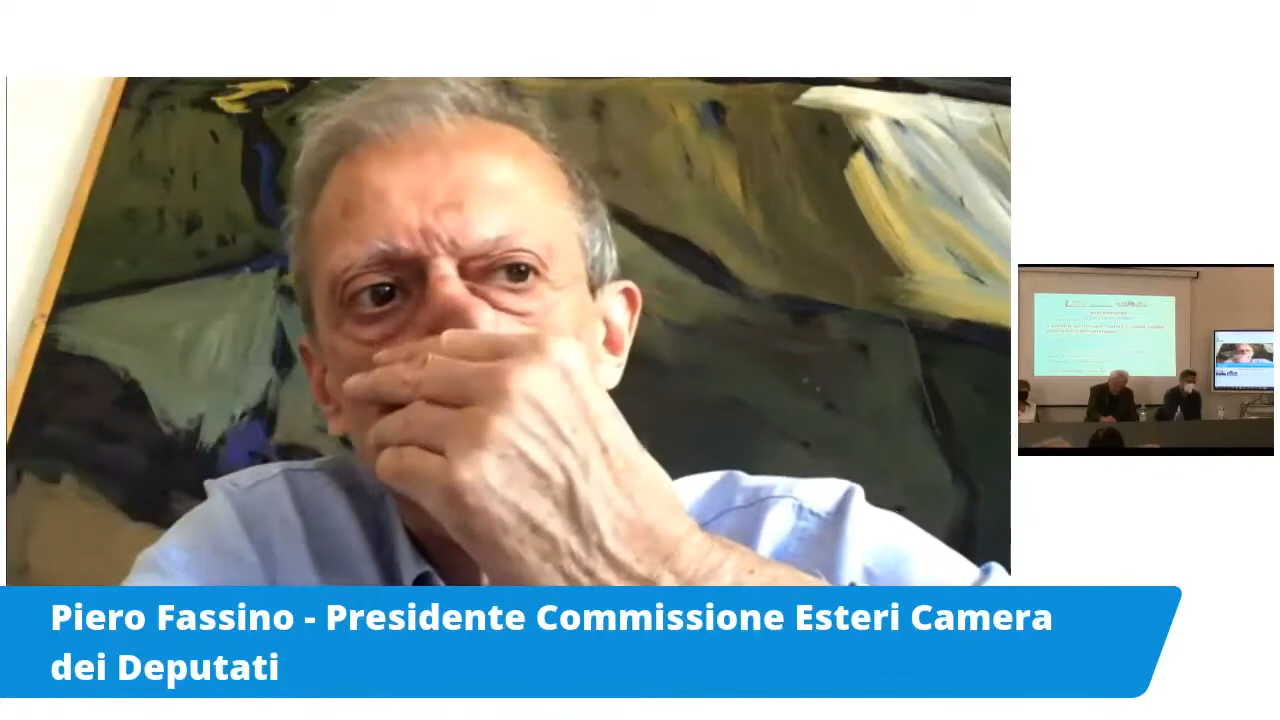 Piero Fassino - Presidente Commissione Esteri Camera
dei Deputati